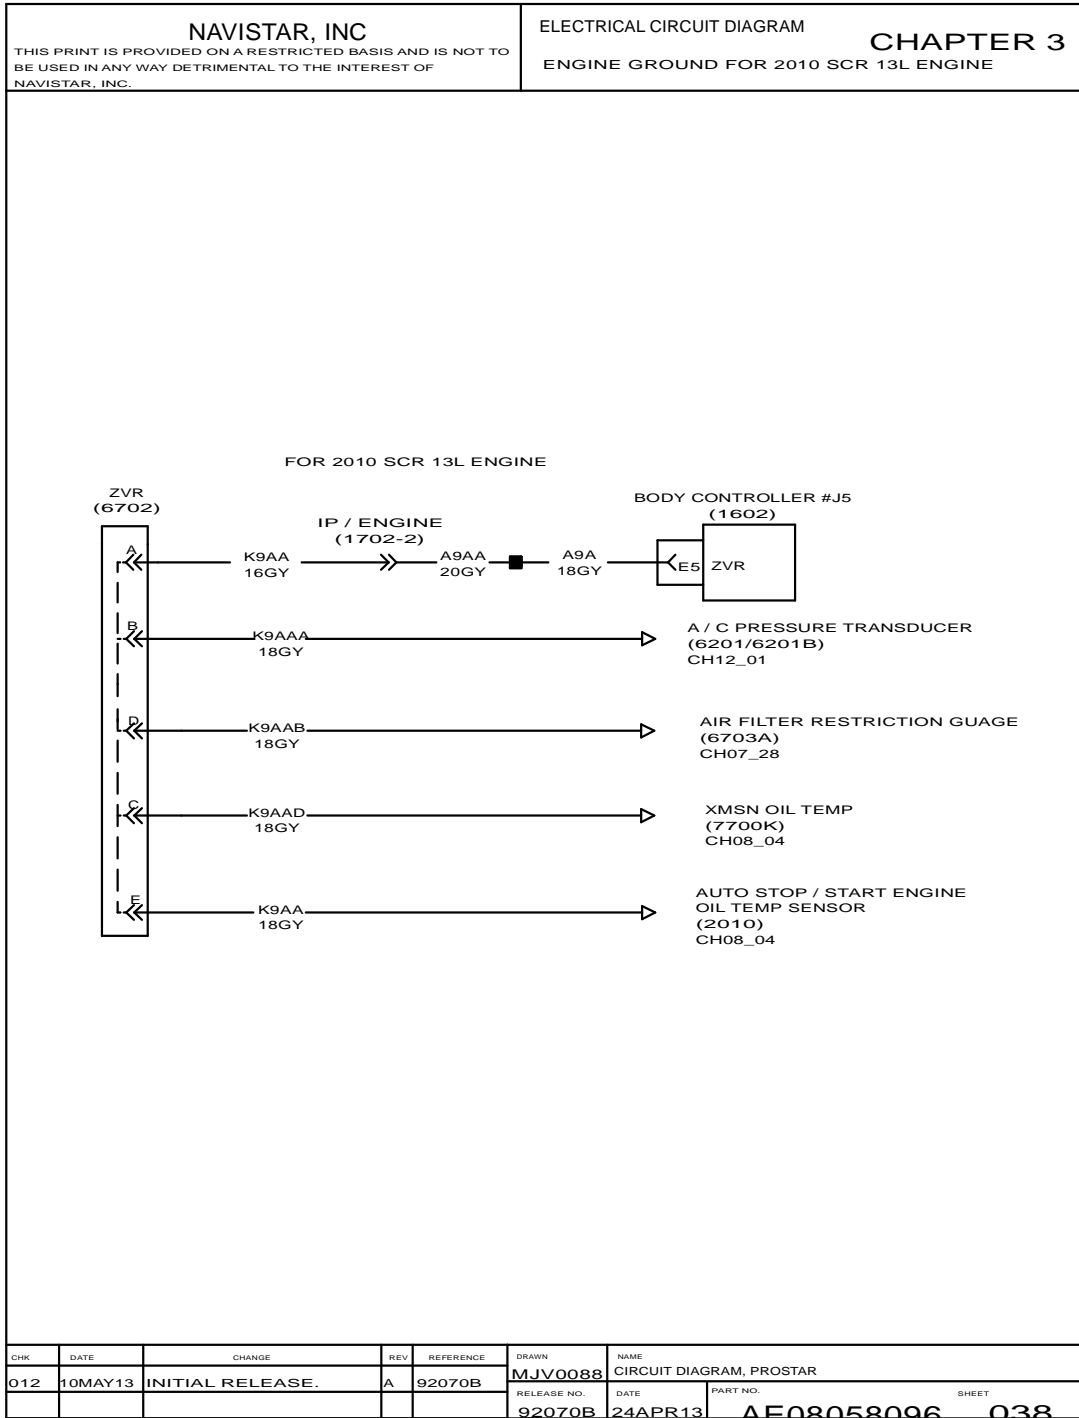 NAVISTAR, INC
THIS PRINT IS PROVIDED ON A RESTRICTED BASIS AND IS NOT TO
BE USED IN ANY WAY DETRIMENTAL TO THE INTEREST OF
NAVISTAR, INC.
ELECTRICAL CIRCUIT DIAGRAM
CHAPTER 3
ENGINE GROUND FOR 2010 SCR 13L ENGINE
FOR 2010 SCR 13L ENGINE
ZVR
(6702)
IP / ENGINE
(1702-2)
BODY CONTROLLER #J5
(1602)
A
K9AA
16GY
A9AA
20GY
A9A
18GY
E5
ZVR
B
K9AAA
18GY
A / C PRESSURE TRANSDUCER
(6201/6201B)
CH12_01
D
K9AAB
18GY
AIR FILTER RESTRICTION GUAGE
(6703A)
CH07_28
C
K9AAD
18GY
XMSN OIL TEMP
(7700K)
CH08_04
E
K9AA
18GY
AUTO STOP / START ENGINE
OIL TEMP SENSOR
(2010)
CH08_04
CHK DATE CHANGE REV REFERENCE
012 10MAY13 INITIAL RELEASE. A 92070B
DRAWN
MJV0088
NAME
CIRCUIT DIAGRAM, PROSTAR
RELEASE NO.
92070B
DATE
24APR13
PART NO.
AE08058096
SHEET
038